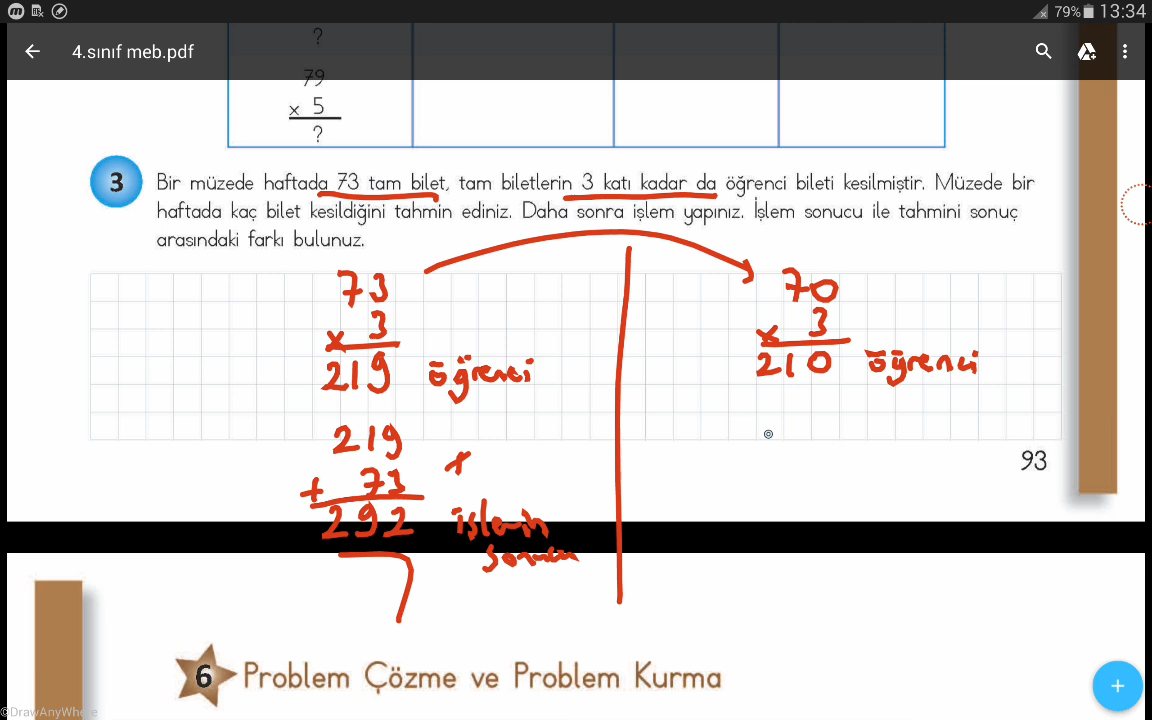 79% 13:34
4.sınıf meb.pdf
?
79
x 5
?
3 Bir müzede haftada 73 tam bilet, tam biletlerin 3 katı kadar da öğrenci bileti kesilmiştir. Müzede bir
haftada kaç bilet kesildiğini tahmin ediniz. Daha sonra işlem yapınız. İşlem sonucu ile tahmini sonuç
arasındaki farkı bulunuz.
73
x 3
219 öğrenci
219
+ 73
292 işlemin
sonucu
70
x 3
210 öğrenci
93
6 Problem Çözme ve Problem Kurma
©DrawAnyWhere